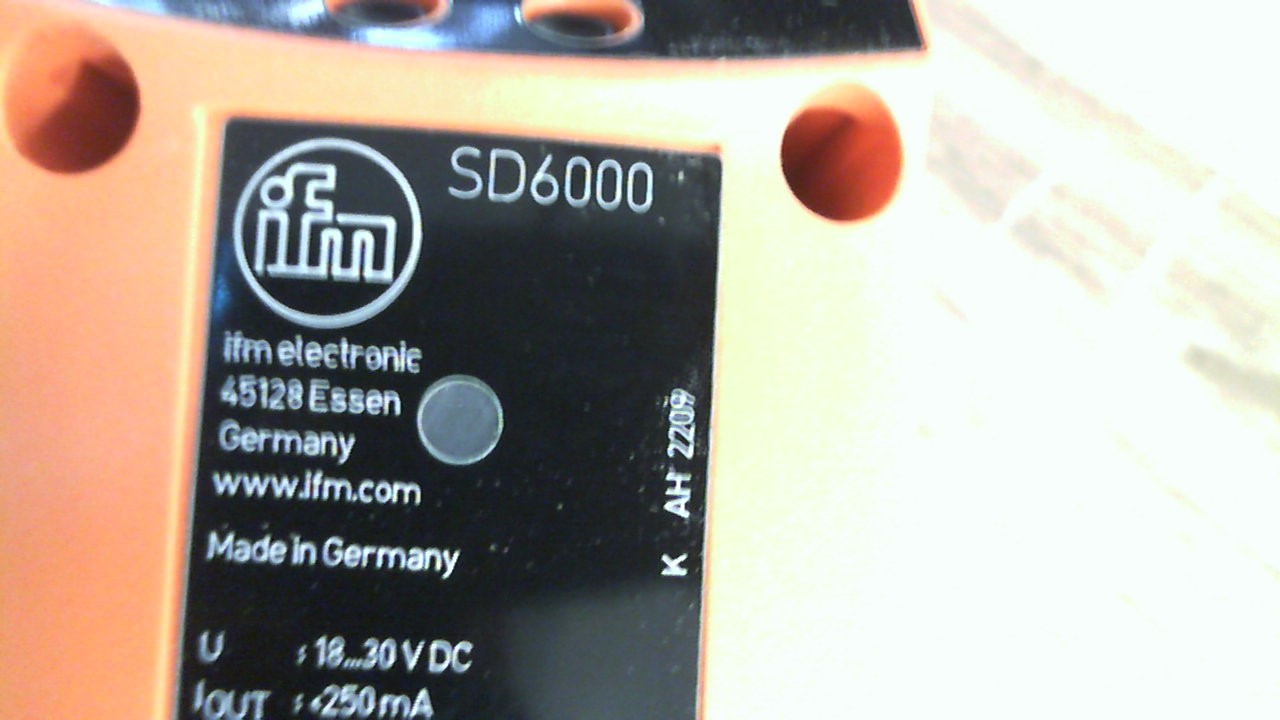 ifm
SD6000
ifm electronic
45128 Essen
Germany
www.ifm.com
Made in Germany
U : 18...30 V DC
IOUT : <250 mA
K AH 2209